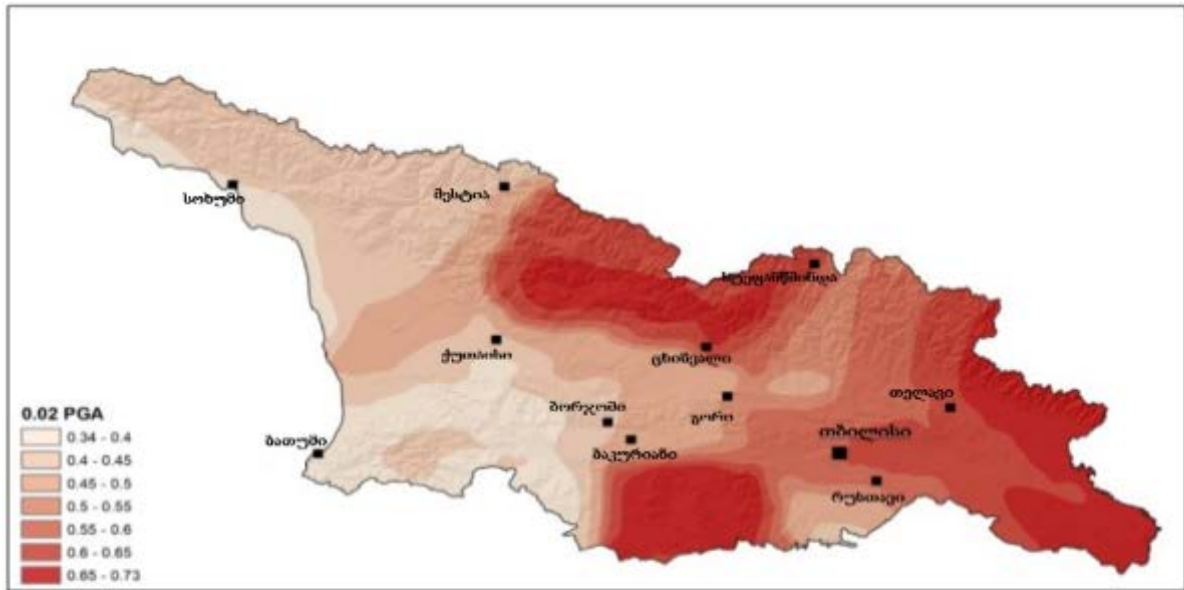 სოხუმი
მესტია
სტეფანწმინდა
ქუთაისი
ცხინვალი
თელავი
ბორჯომი
გორი
თბილისი
ბათუმი
ბაკურიანი
რუსთავი
0.02 PGA
0.34 - 0.4
0.4 - 0.45
0.45 - 0.5
0.5 - 0.55
0.55 - 0.6
0.6 - 0.65
0.65 - 0.73